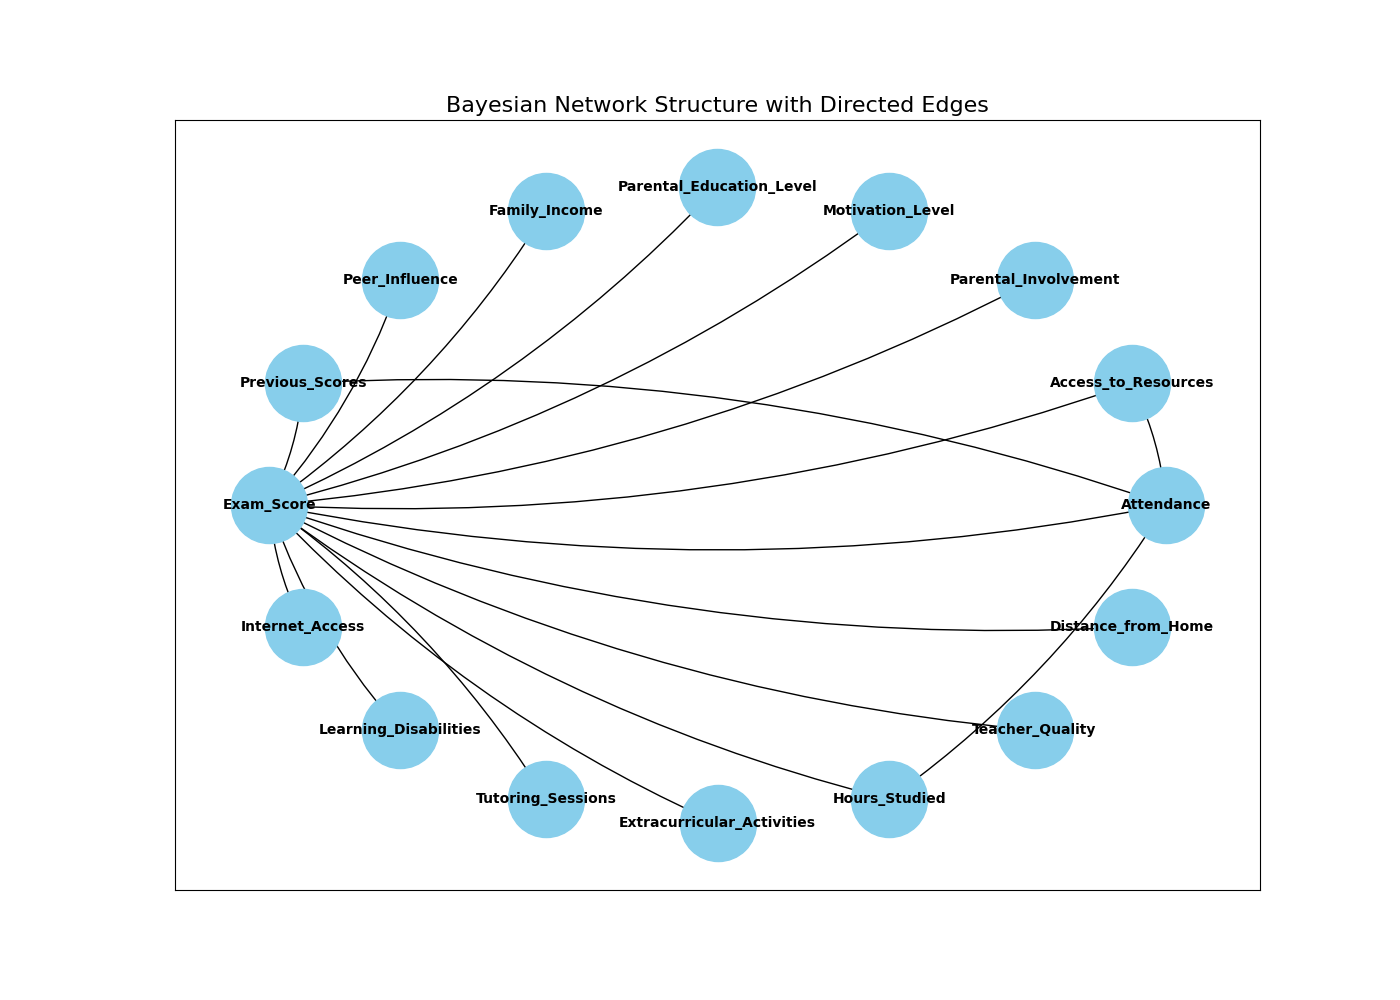 Bayesian Network Structure with Directed Edges
Parental_Education_Level
Family_Income
Motivation_Level
Peer_Influence
Parental_Involvement
Previous_Scores
Access_to_Resources
Exam_Score
Attendance
Internet_Access
Distance_from_Home
Learning_Disabilities
Teacher_Quality
Tutoring_Sessions
Hours_Studied
Extracurricular_Activities